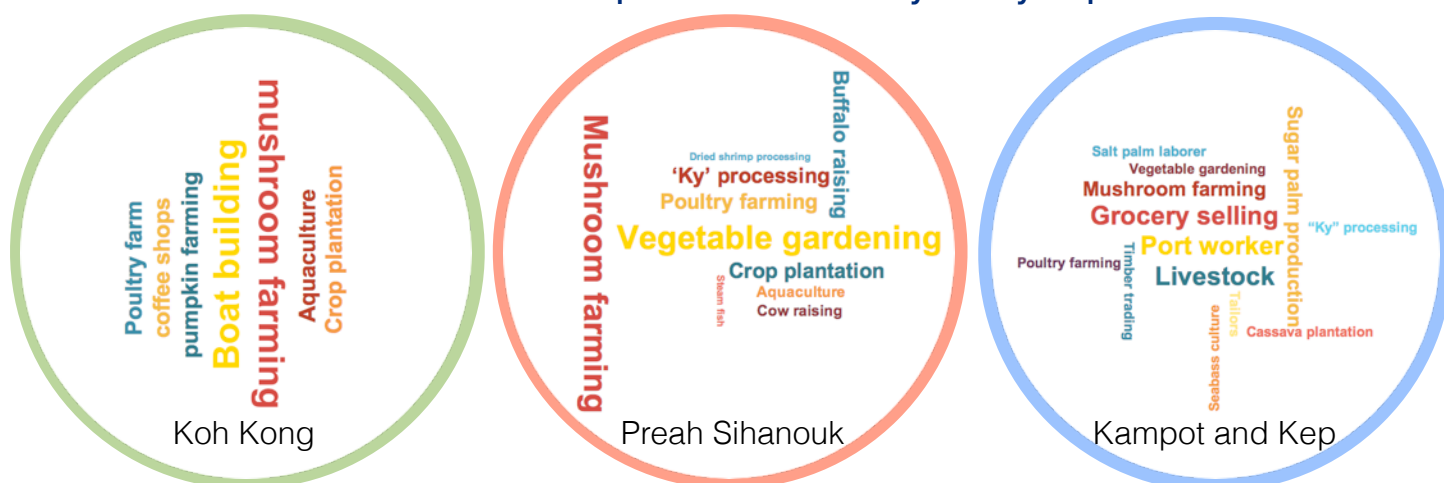 Poultry farm
coffee shops
pumpkin farming
Boat building
mushroom farming
Aquaculture
Crop plantation
Koh Kong
Mushroom farming
Buffalo raising
Dried shrimp processing
‘Ky’ processing
Poultry farming
Vegetable gardening
Crop plantation
Steam fish
Aquaculture
Cow raising
Preah Sihanouk
Salt palm laborer
Vegetable gardening
Mushroom farming
Grocery selling
Sugar palm production
“Ky” processing
Port worker
Poultry farming
Timber trading
Livestock
Tailors
Seabass culture
Cassava plantation
Kampot and Kep